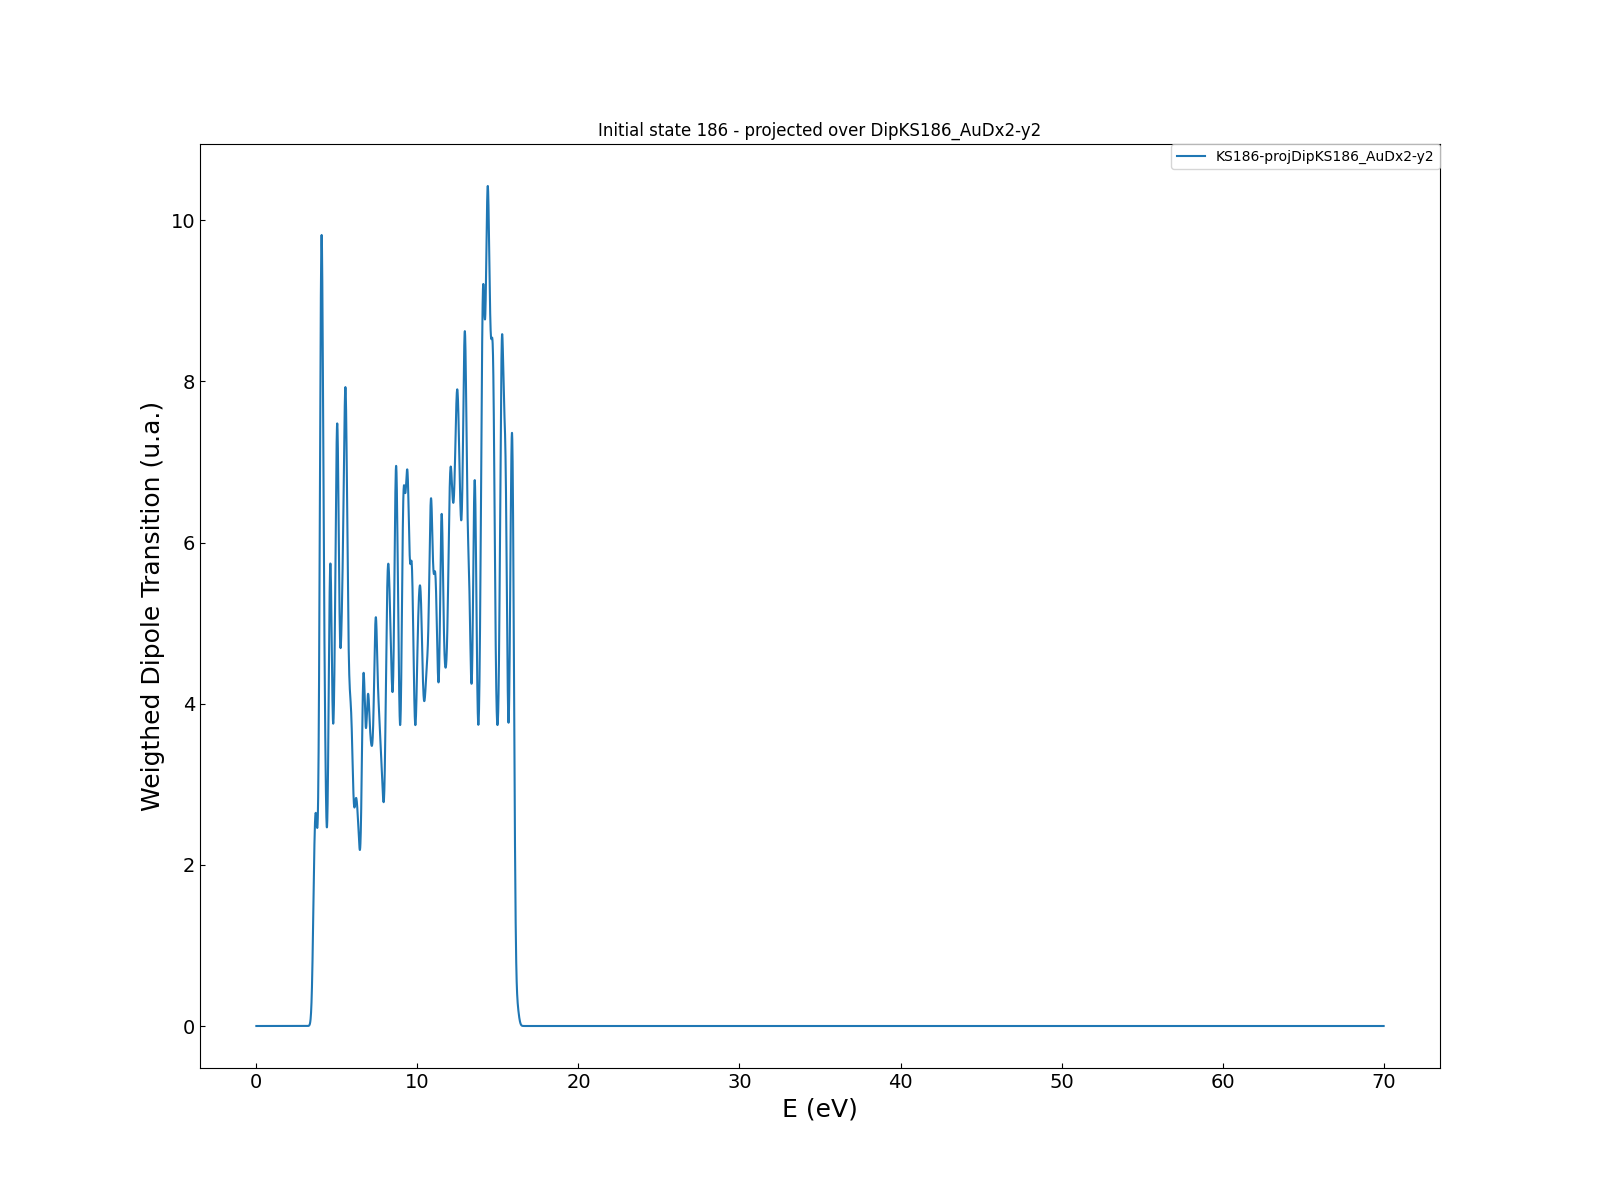 Initial state 186 - projected over DipKS186_AuDx2-y2
KS186-projDipKS186_AuDx2-y2
10
8
6
4
2
0
Weigthed Dipole Transition (u.a.)
0 10 20 30 40 50 60 70
E (eV)